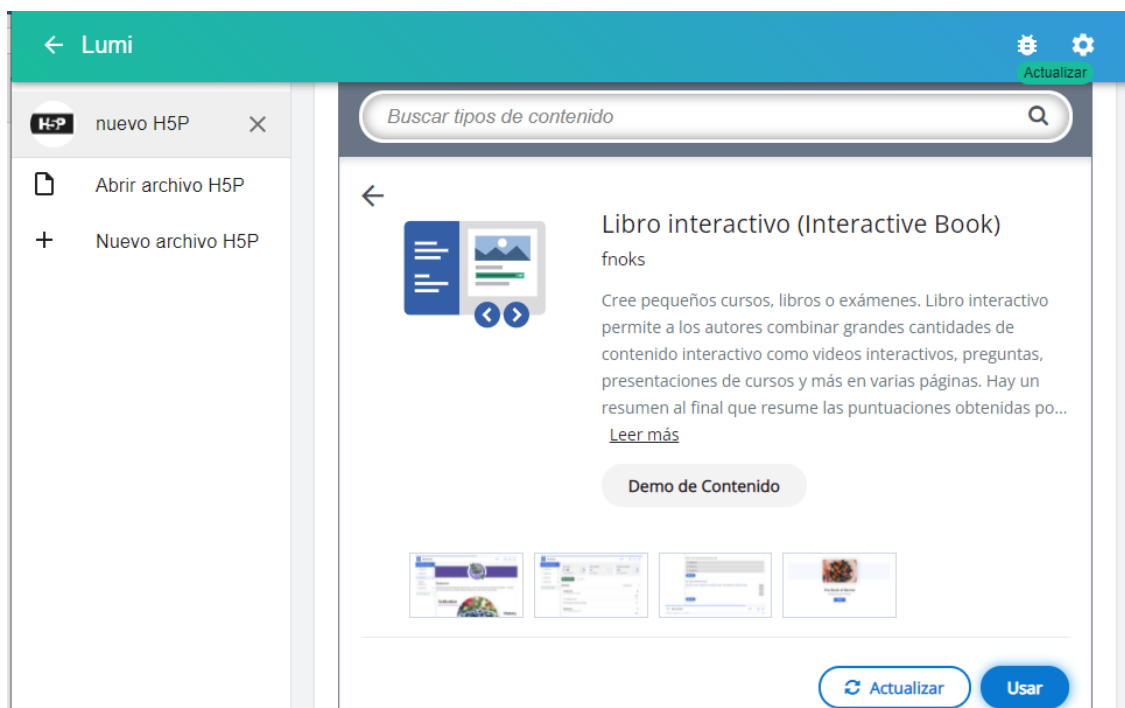 Lumi
Actualizar
H5P
nuevo H5P
Abrir archivo H5P
Nuevo archivo H5P
Buscar tipos de contenido
Libro interactivo (Interactive Book)
fnoks
Cree pequeños cursos, libros o exámenes. Libro interactivo
permite a los autores combinar grandes cantidades de
contenido interactivo como videos interactivos, preguntas,
presentaciones de cursos y más en varias páginas. Hay un
resumen al final que resume las puntuaciones obtenidas po...
Leer más
Demo de Contenido
Actualizar
Usar